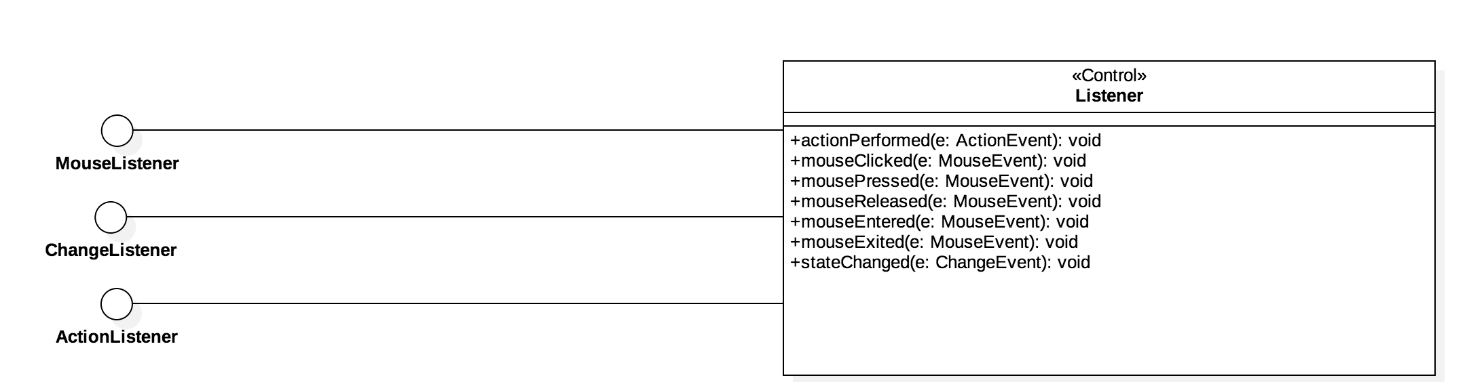 «Control»
Listener
MouseListener
ChangeListener
ActionListener
+actionPerformed(e: ActionEvent): void
+mouseClicked(e: MouseEvent): void
+mousePressed(e: MouseEvent): void
+mouseReleased(e: MouseEvent): void
+mouseEntered(e: MouseEvent): void
+mouseExited(e: MouseEvent): void
+stateChanged(e: ChangeEvent): void